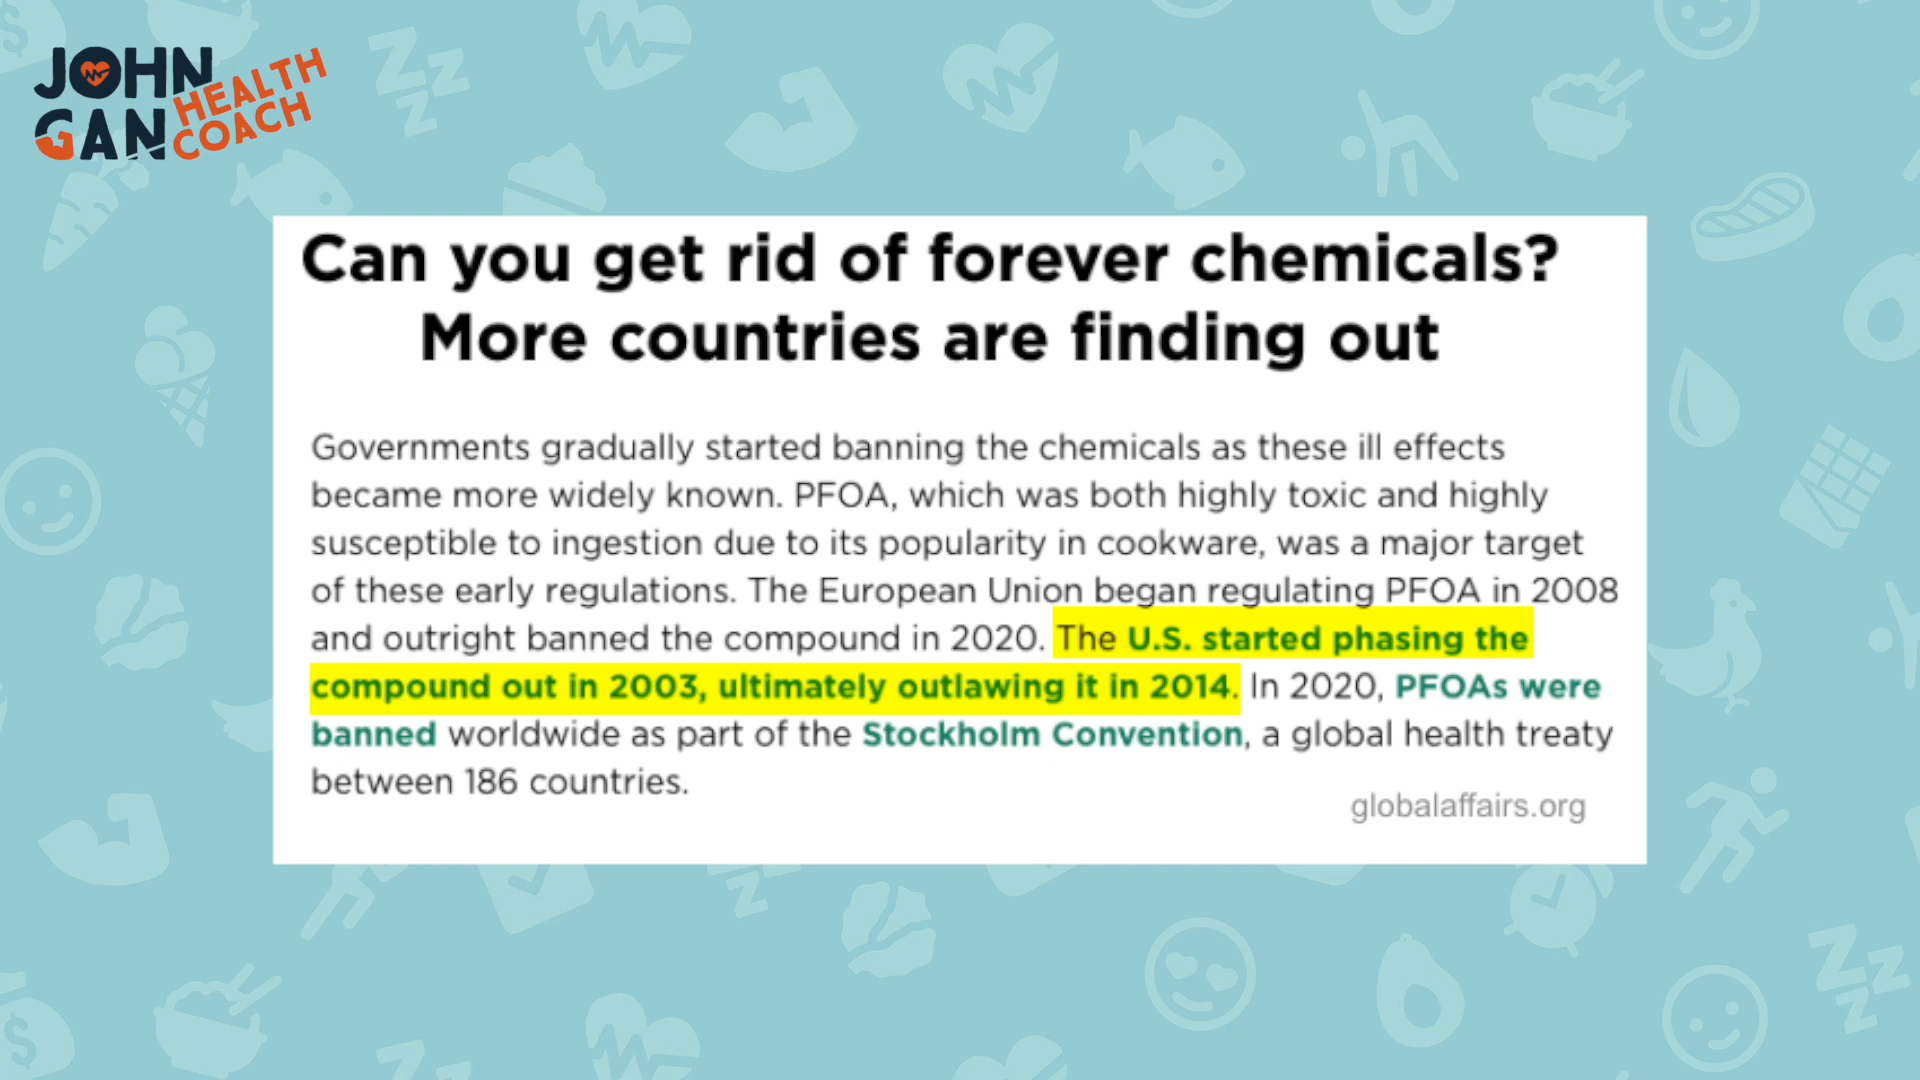 JOHN
GAN
HEALTH
COACH
Can you get rid of forever chemicals?
More countries are finding out
Governments gradually started banning the chemicals as these ill effects
became more widely known. PFOA, which was both highly toxic and highly
susceptible to ingestion due to its popularity in cookware, was a major target
of these early regulations. The European Union began regulating PFOA in 2008
and outright banned the compound in 2020. The U.S. started phasing the
compound out in 2003, ultimately outlawing it in 2014. In 2020, PFOAs were
banned worldwide as part of the Stockholm Convention, a global health treaty
between 186 countries.
globalaffairs.org